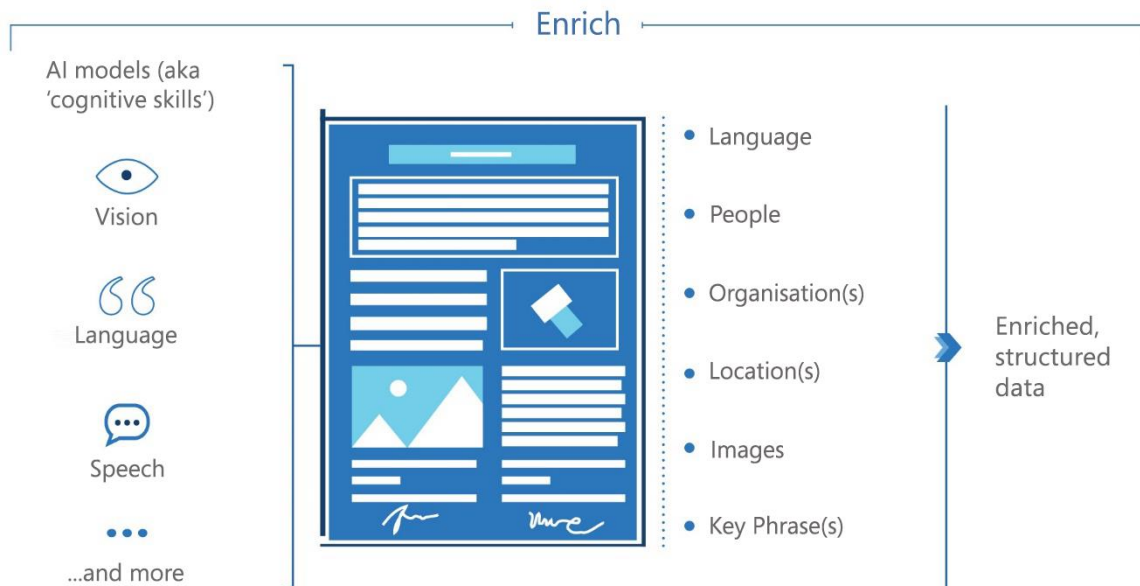 Enrich
AI models (aka
‘cognitive skills’)
Vision
Language
Speech
...and more
Language
People
Organisation(s)
Location(s)
Images
Key Phrase(s)
Enriched,
structured
data